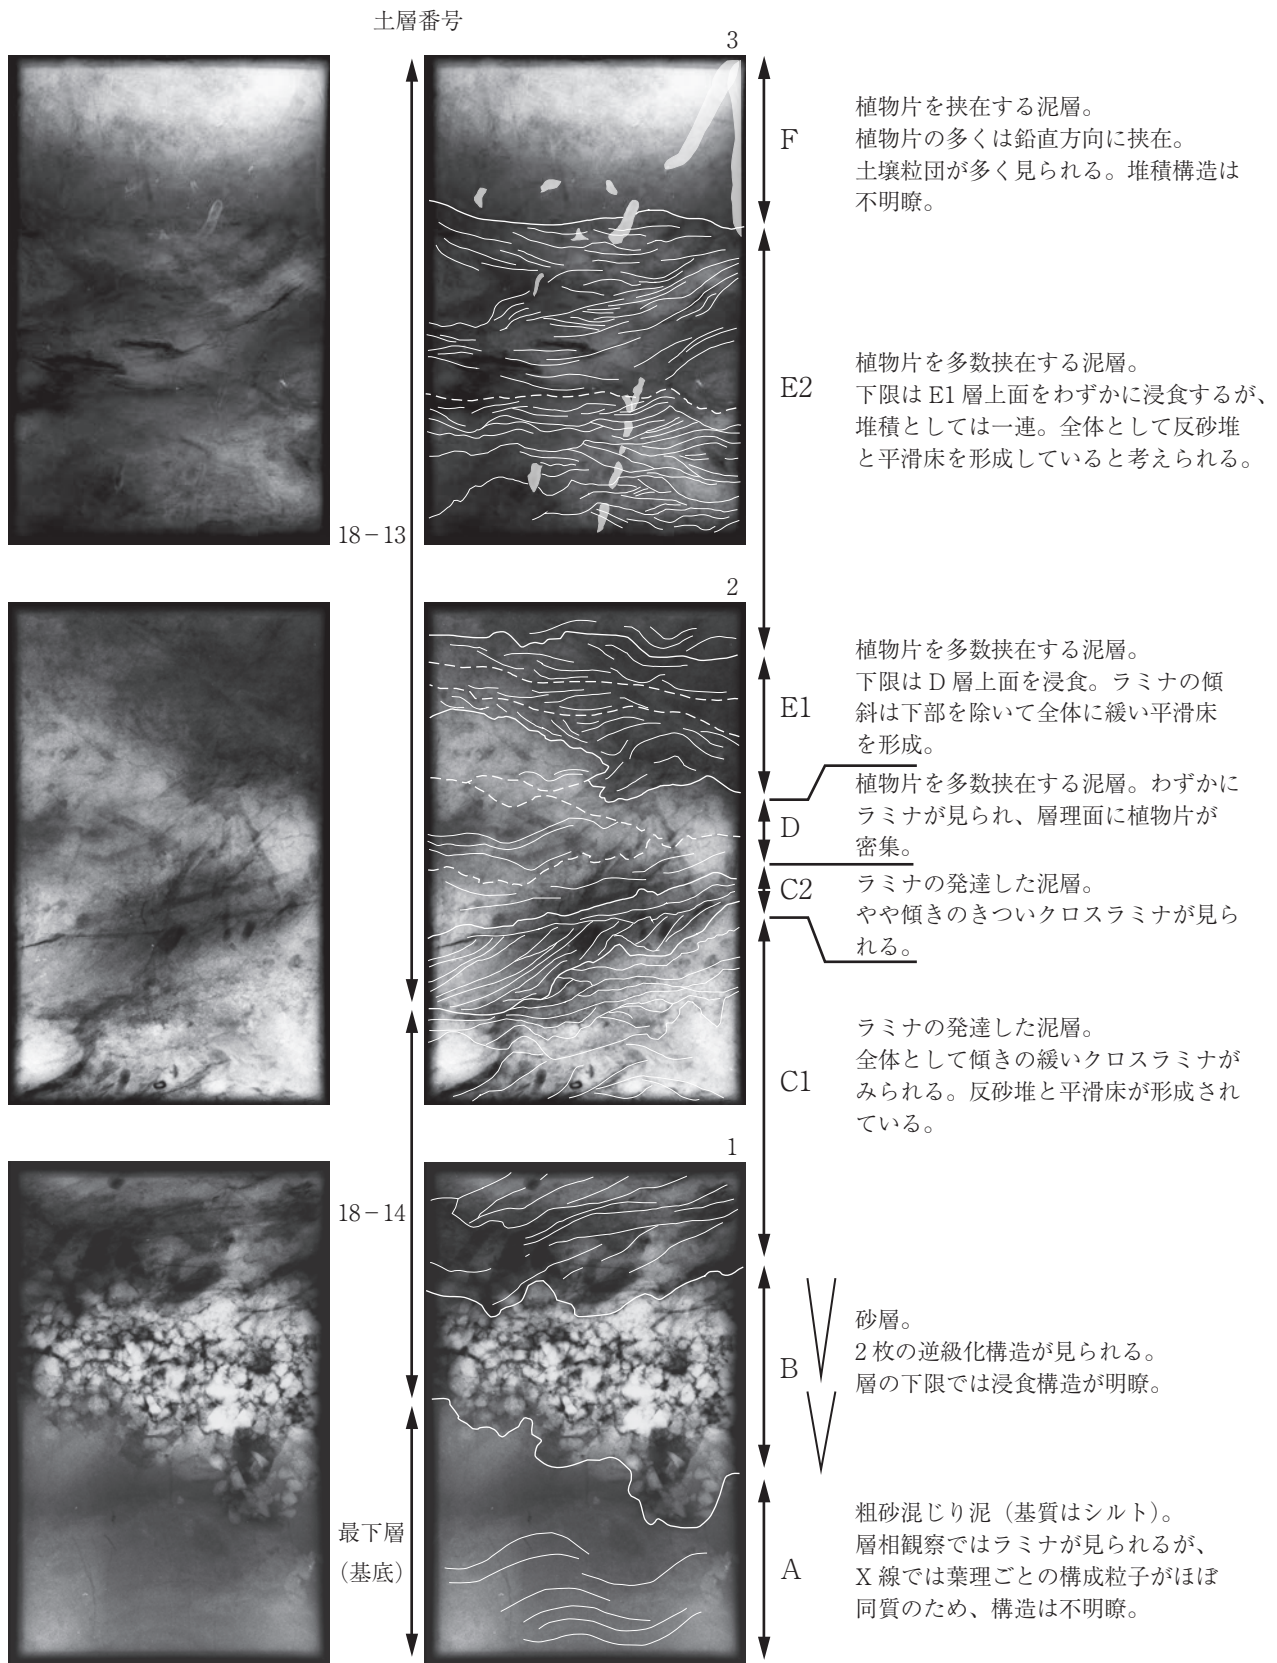 土層番号
3
F
植物片を挟在する泥層。
植物片の多くは鉛直方向に挟在。
土壌粒団が多く見られる。堆積構造は
不明瞭。
E2
植物片を多数挟在する泥層。
下限は E1 層上面をわずかに浸食するが、
堆積としては一連。全体として反砂堆
と平滑床を形成していると考えられる。
18－13
2
E1
植物片を多数挟在する泥層。
下限は D 層上面を浸食。ラミナの傾
斜は下部を除いて全体に緩い平滑床
を形成。
D
植物片を多数挟在する泥層。わずかに
ラミナが見られ、層理面に植物片が
密集。
C2
ラミナの発達した泥層。
やや傾きのきついクロスラミナが見ら
れる。
C1
ラミナの発達した泥層。
全体として傾きの緩いクロスラミナが
みられる。反砂堆と平滑床が形成され
ている。
1
18－14
B
砂層。
2 枚の逆級化構造が見られる。
層の下限では浸食構造が明瞭。
最下層
（基底）
A
粗砂混じり泥（基質はシルト）。
層相観察ではラミナが見られるが、
X 線では葉理ごとの構成粒子がほぼ
同質のため、構造は不明瞭。